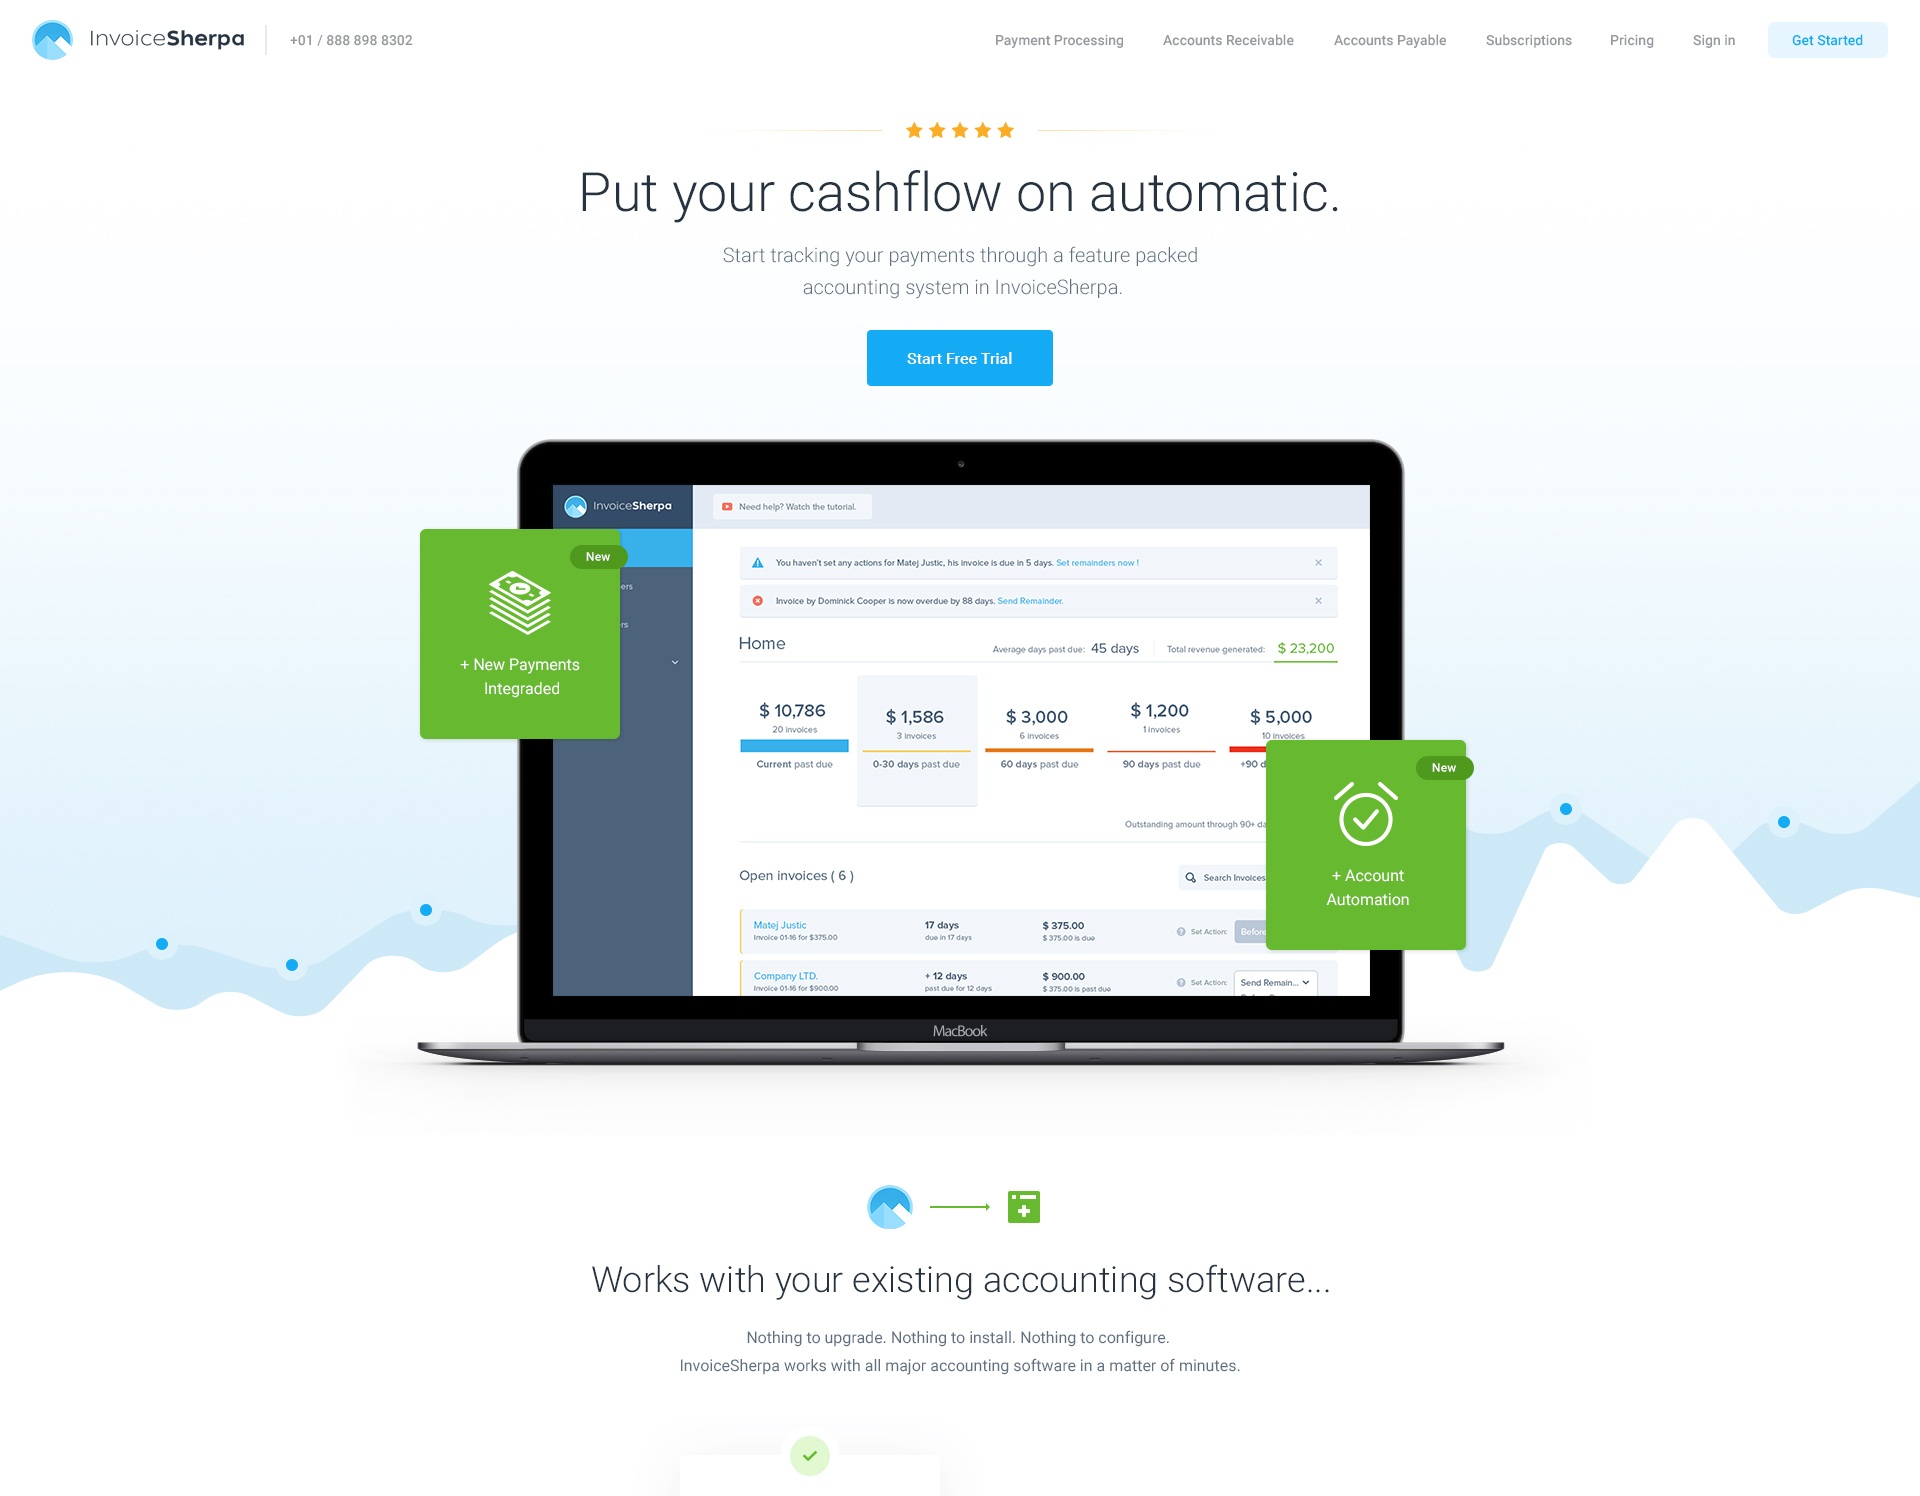 InvoiceSherpa
+01 / 888 898 8302
Payment Processing
Accounts Receivable
Accounts Payable
Subscriptions
Pricing
Sign in
Get Started
Put your cashflow on automatic.
Start tracking your payments through a feature packed
accounting system in InvoiceSherpa.
Start Free Trial
InvoiceSherpa
Need help? Watch the tutorial.
New
+ New Payments
Integraded
ers
rs
You haven't set any actions for Matej Justic, his invoice is due in 5 days. Set remainders now !
Invoice by Dominick Cooper is now overdue by 88 days. Send Remainder.
Home
Average days past due: 45 days
Total revenue generated: $ 23,200
$ 10,786
20 invoices
Current past due
$ 1,586
3 invoices
0-30 days past due
$ 3,000
6 invoices
60 days past due
$ 1,200
1 invoices
90 days past due
$ 5,000
10 invoices
+90 d
Outstanding amount through 90+ da
New
+ Account
Automation
Open invoices ( 6 )
Search Invoices
Matej Justic
Invoice 01-16 for $375.00
17 days
due in 17 days
$ 375.00
$ 375.00 is due
Set Action:
Before
Company LTD.
Invoice 01-16 for $900.00
+ 12 days
past due for 12 days
$ 900.00
$ 375.00 is past due
Set Action:
Send Remain...
MacBook
Works with your existing accounting software...
Nothing to upgrade. Nothing to install. Nothing to configure.
InvoiceSherpa works with all major accounting software in a matter of minutes.